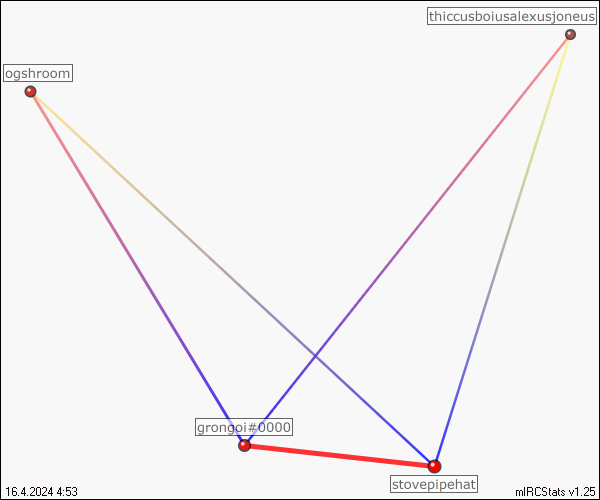 thiccusboiusalexusjoneus
ogshroom
grongoi#0000
stovepipehat
16.4.2024 4:53
mIRCStats v1.25